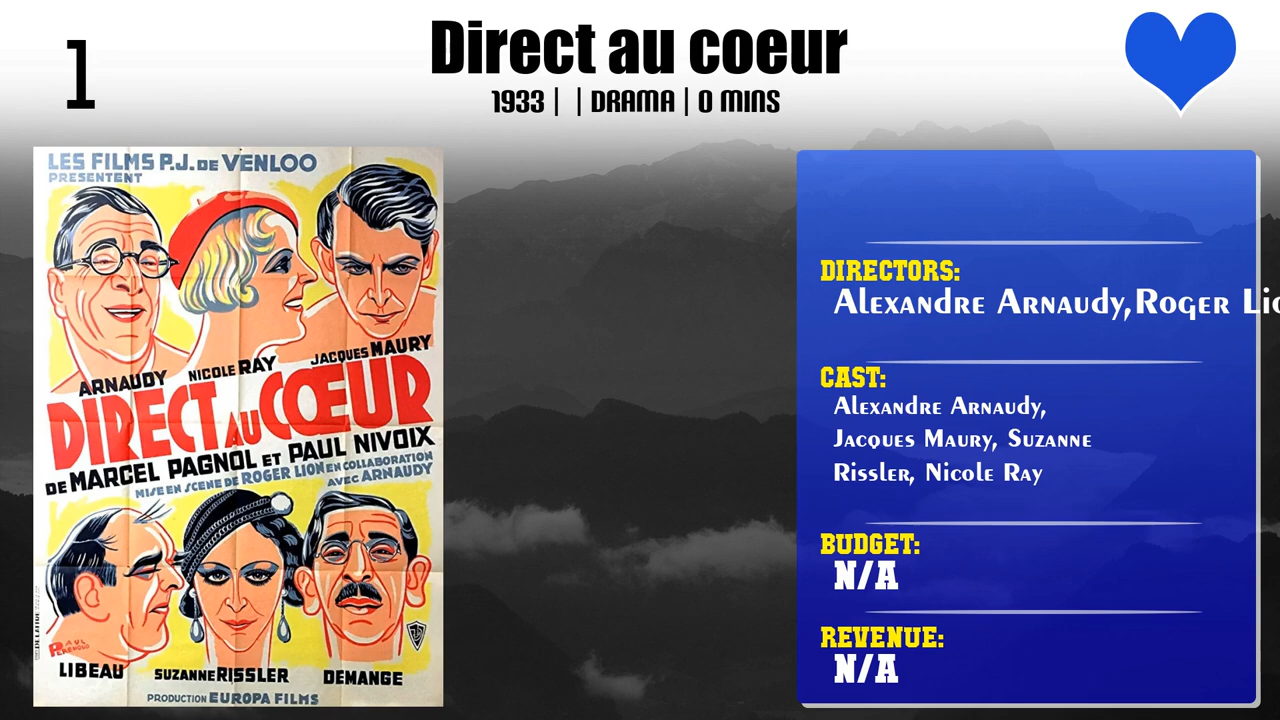 1
Direct au coeur
1933 | | DRAMA | 0 MINS
LES FILMS P.J. DE VENLOO
PRESENTENT
ARNAUDY NICOLE RAY JACQUES MAURY
DIRECT AU CŒUR
DE MARCEL PAGNOL ET PAUL NIVOIX
MISE EN SCENE DE ROGER LION EN COLLABORATION
AVEC ARNAUDY
LIBEAU SUZANNE RISSLER DEMANGE
PRODUCTION EUROPA FILMS
DIRECTORS:
Alexandre Arnaudy,Roger Lio
CAST:
Alexandre Arnaudy,
Jacques Maury, Suzanne
Rissler, Nicole Ray
BUDGET:
N/A
REVENUE:
N/A